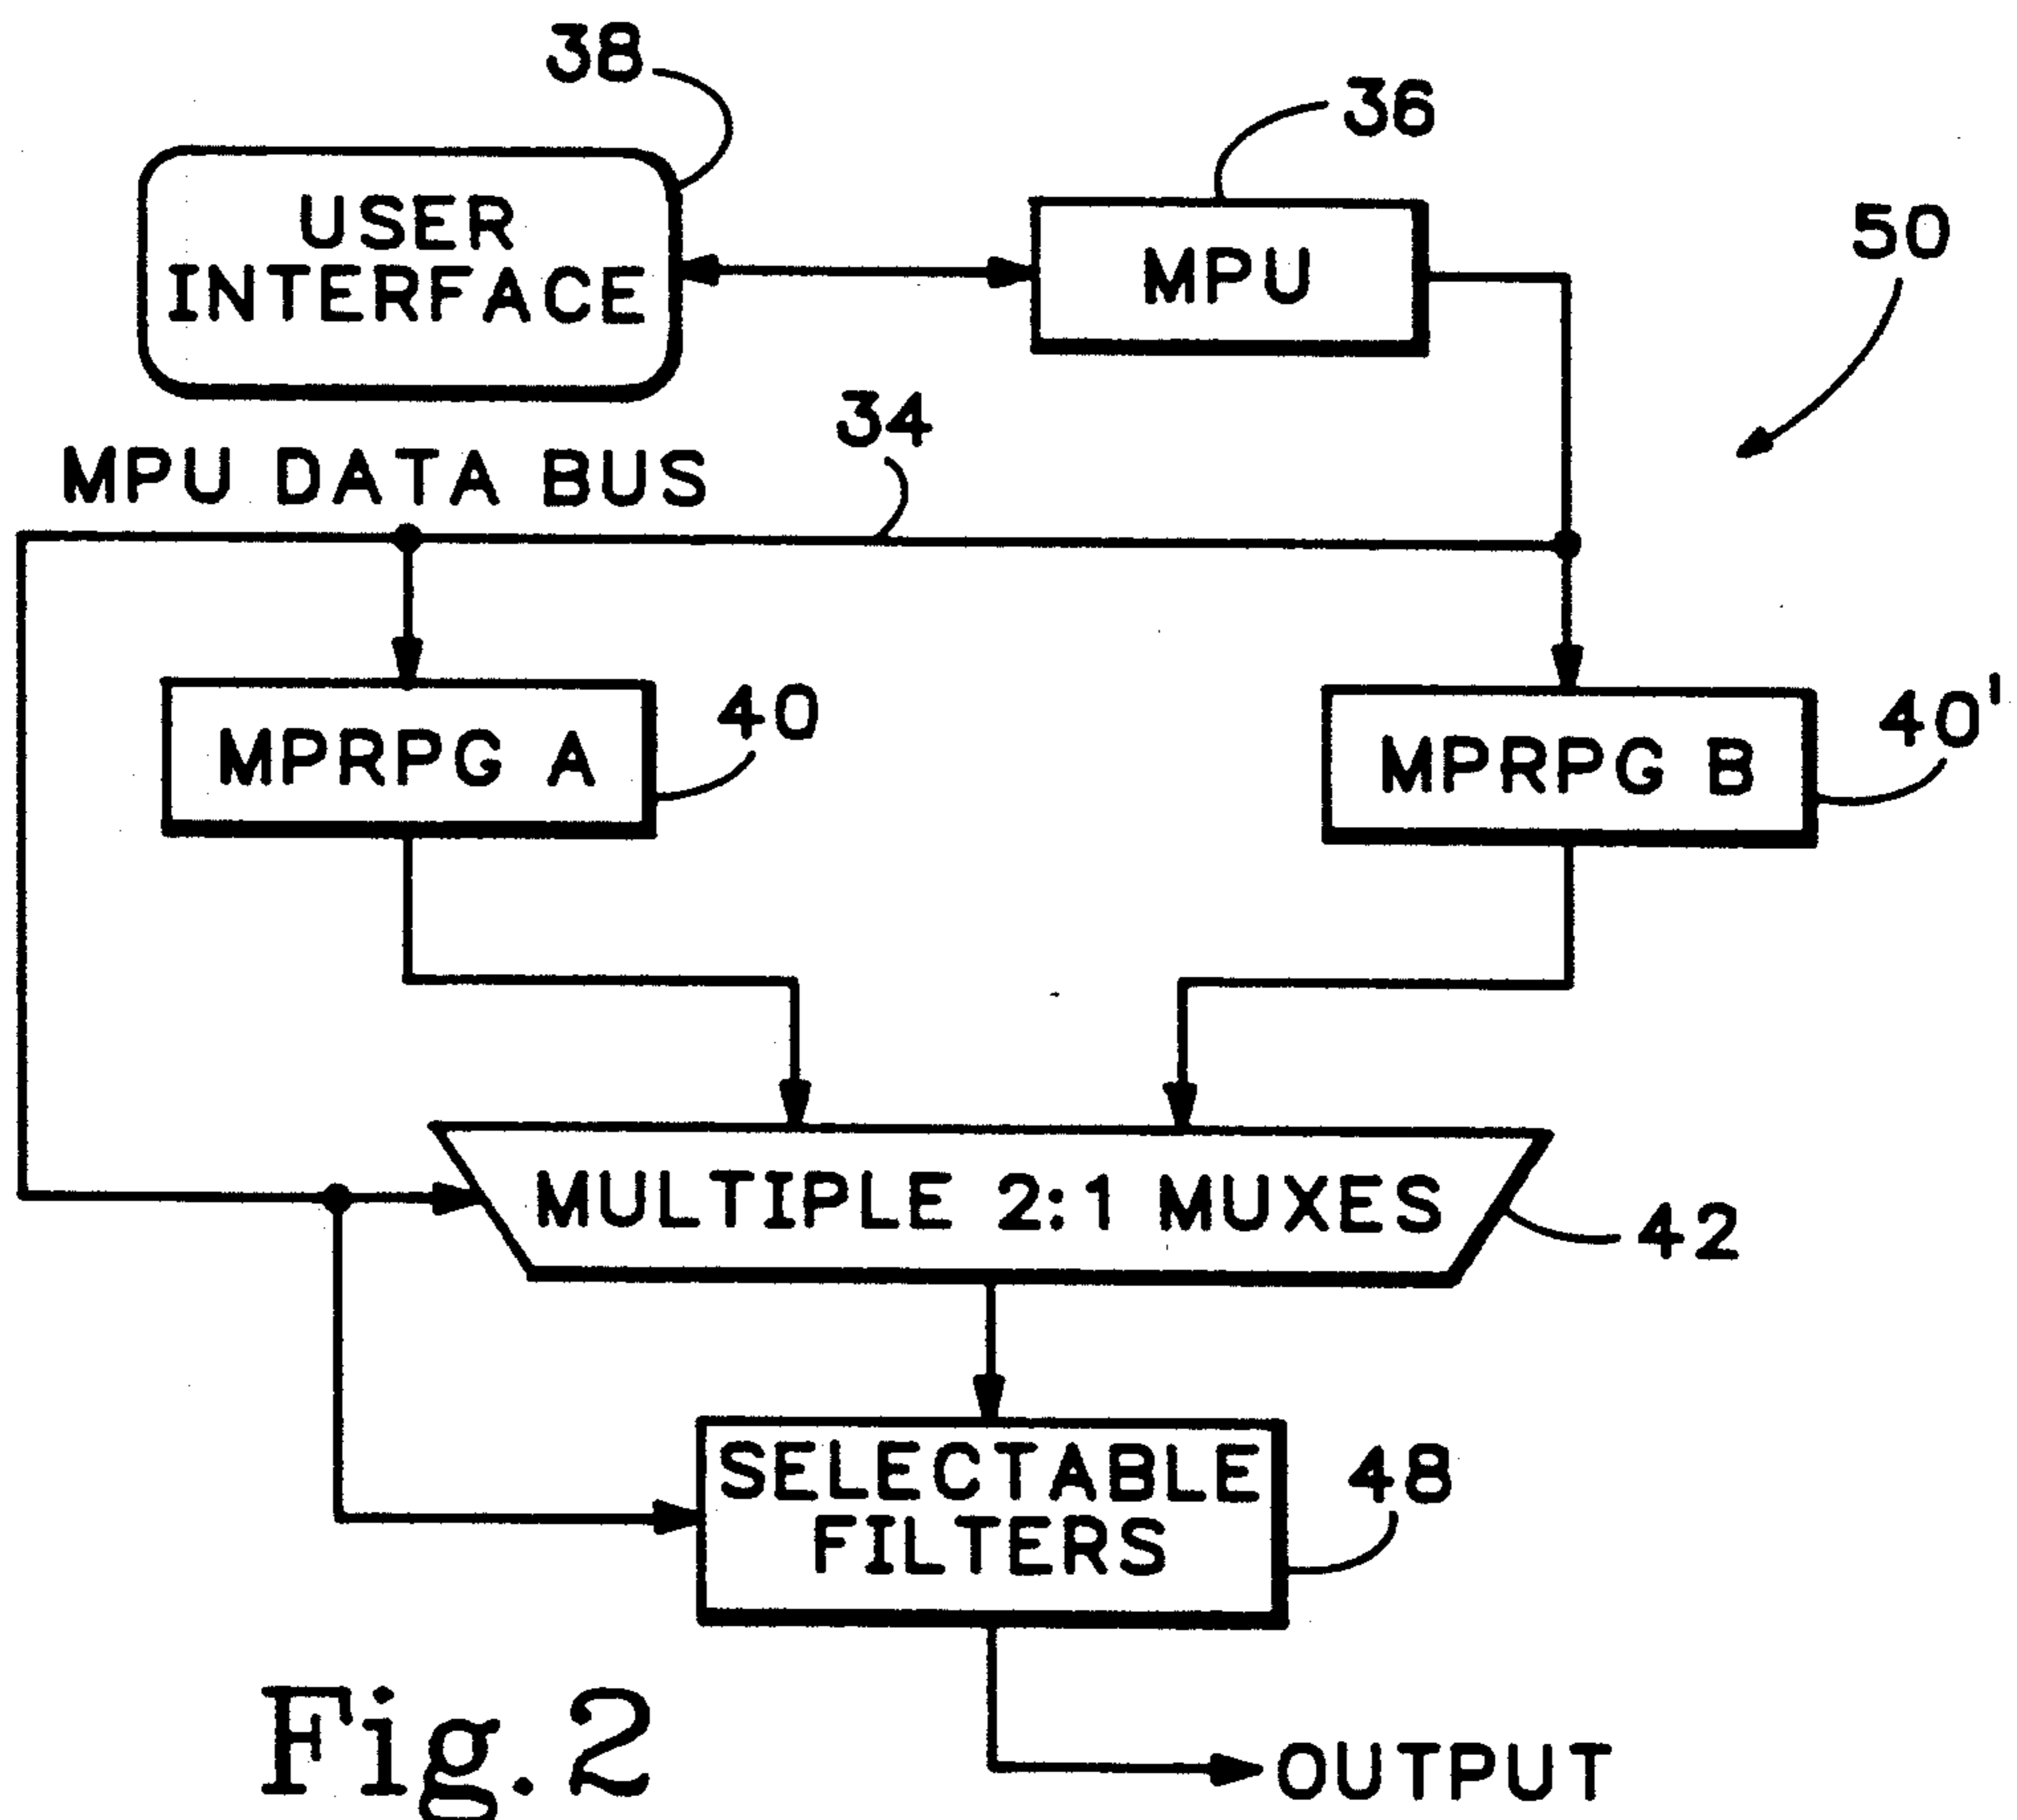 38
36
USER
INTERFACE
MPU
50
34
MPU DATA BUS
MPRPG A
40
MPRPG B
40'
MULTIPLE 2:1 MUXES
42
SELECTABLE
FILTERS
48
OUTPUT
Fig.2